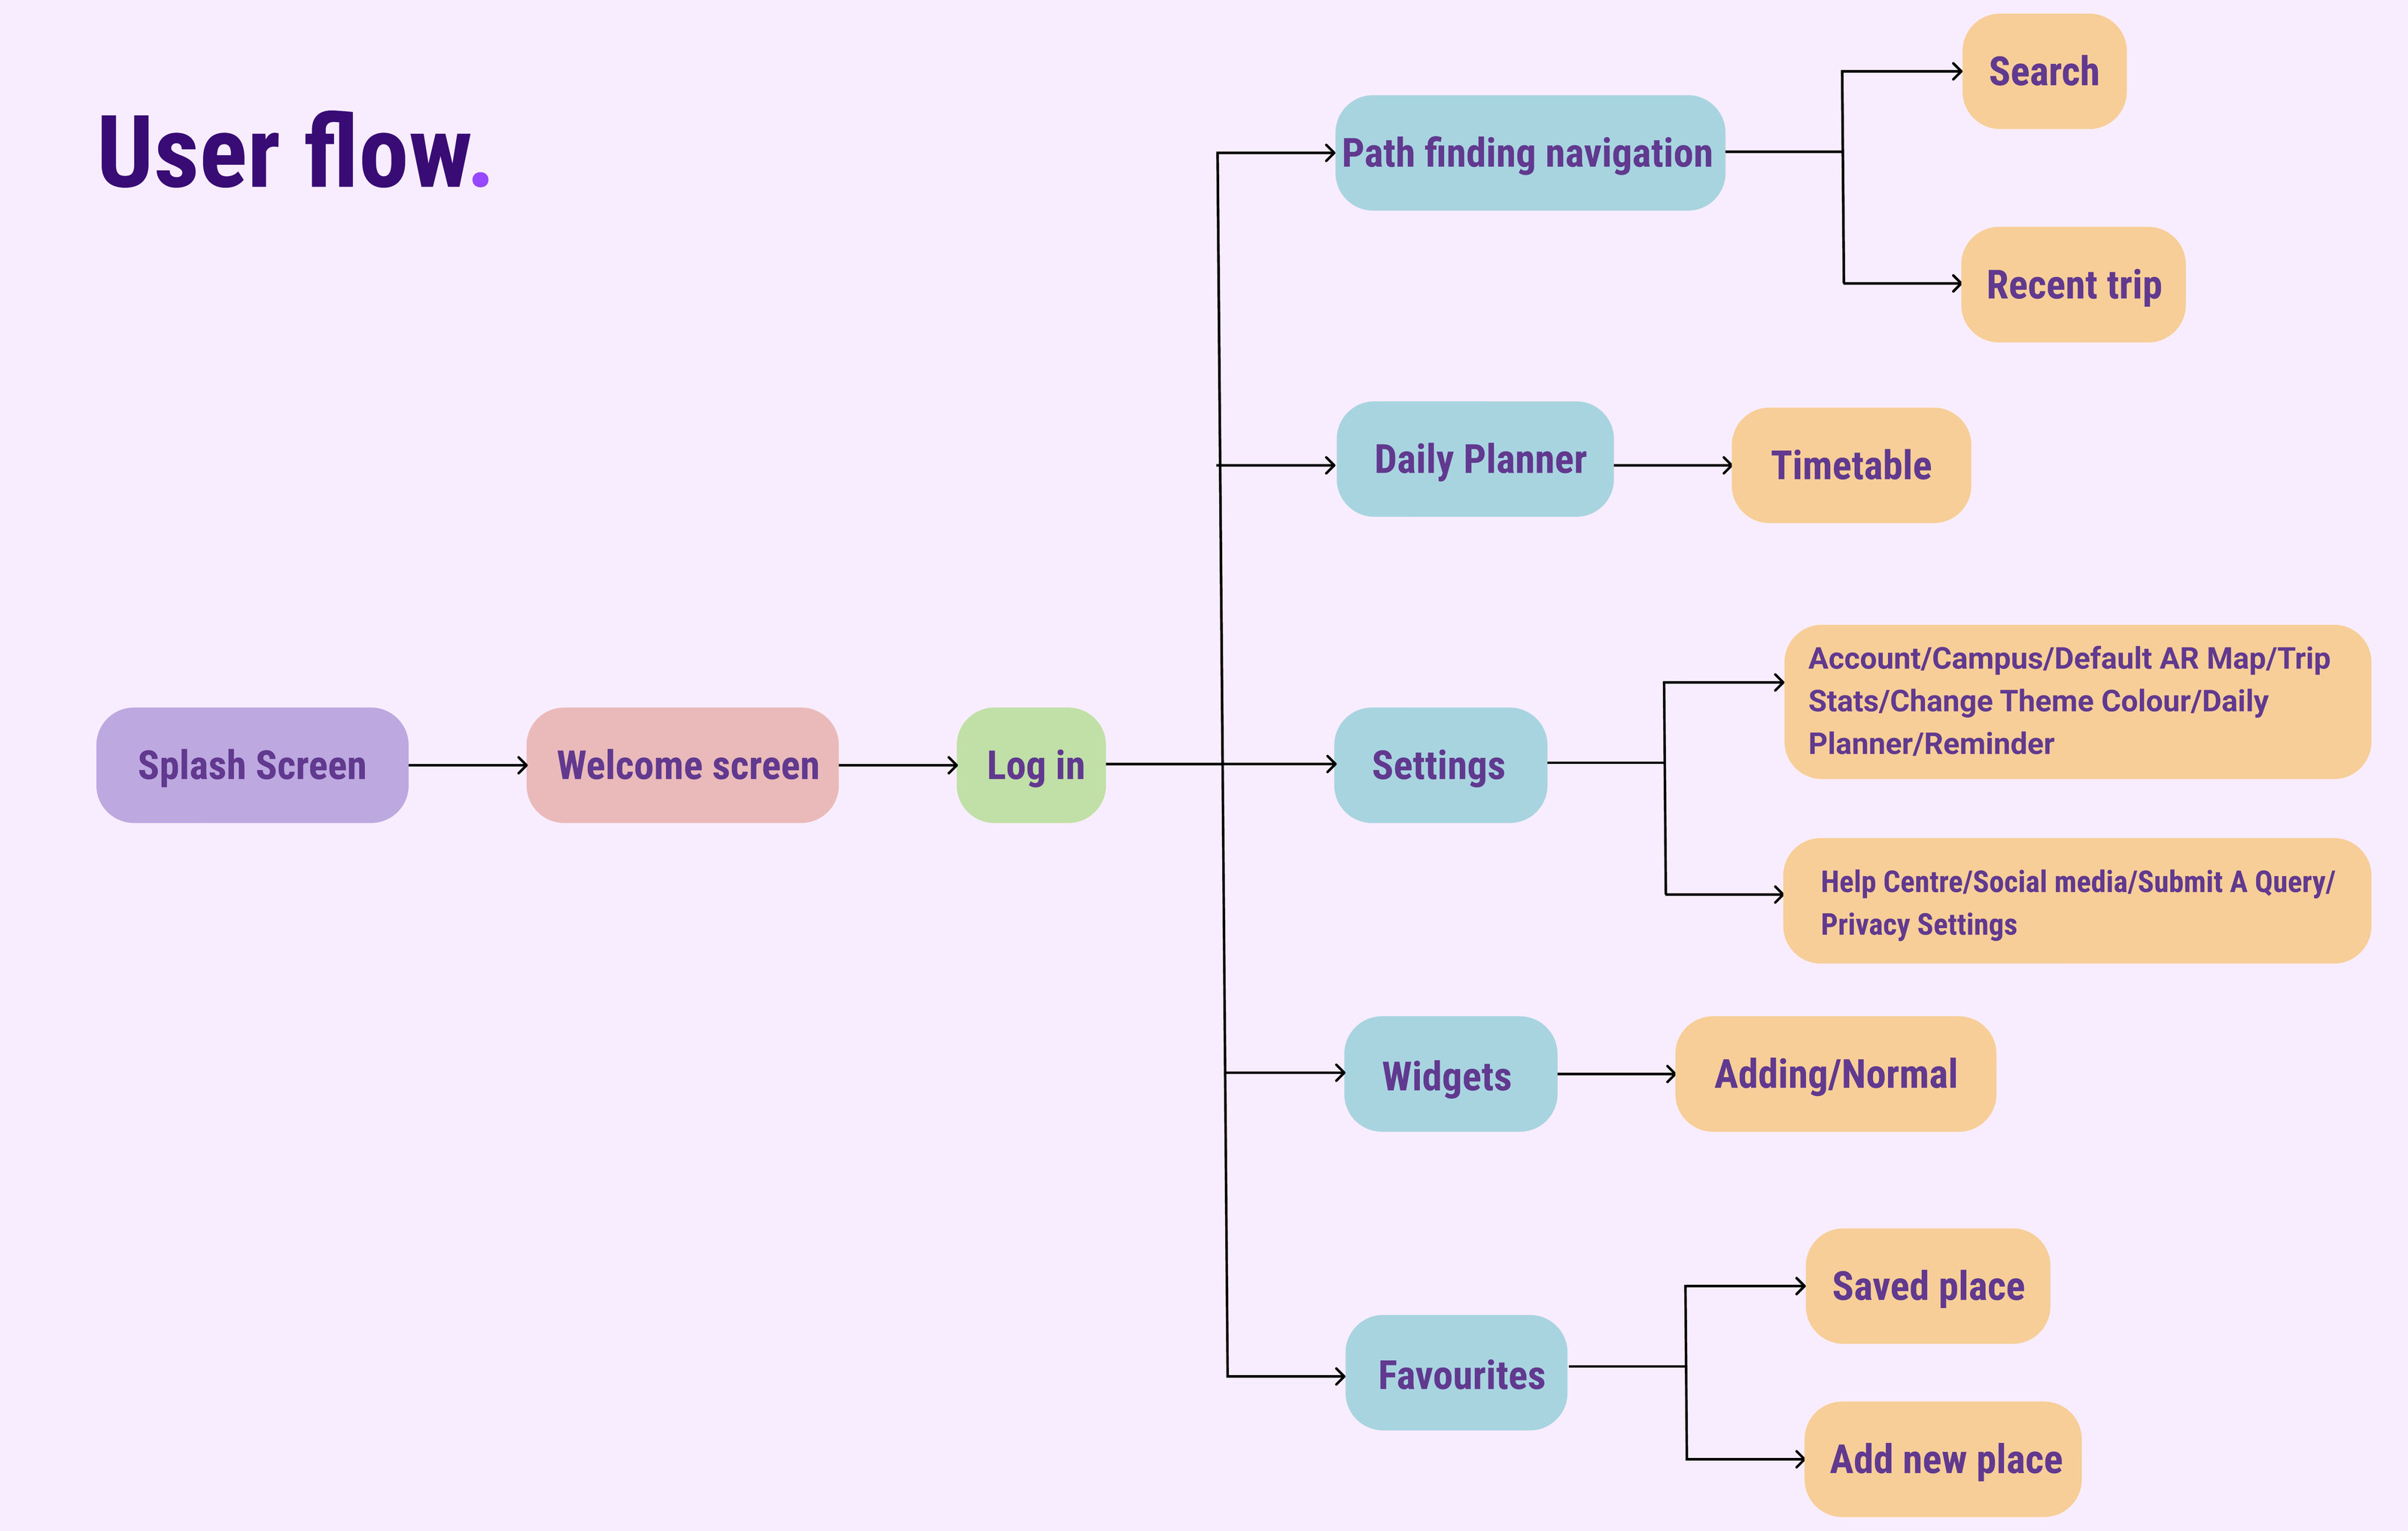 User flow.
Search
Path finding navigation
Recent trip
Daily Planner
Timetable
Account/Campus/Default AR Map/Trip
Stats/Change Theme Colour/Daily
Planner/Reminder
Splash Screen
Welcome screen
Log in
Settings
Help Centre/Social media/Submit A Query/
Privacy Settings
Widgets
Adding/Normal
Saved place
Favourites
Add new place